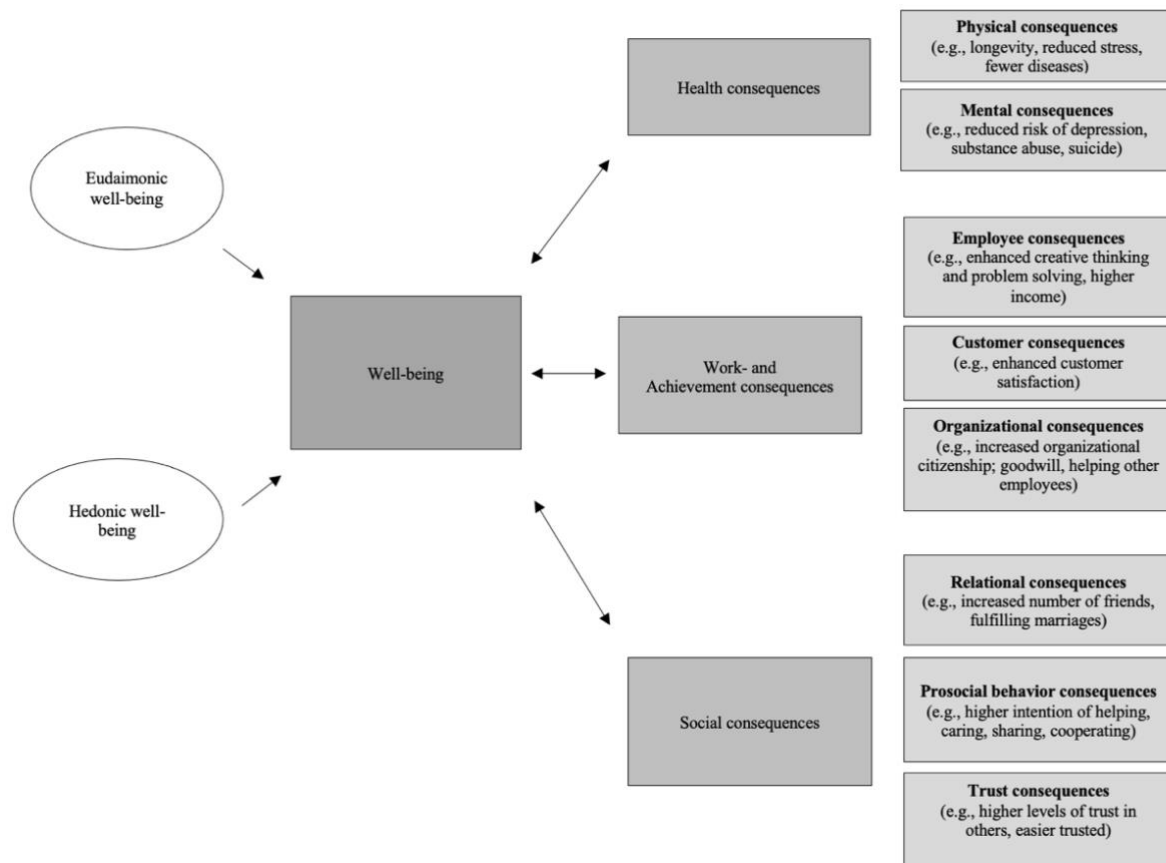 Eudaimonic
well-being
Hedonic well-
being
Well-being
Health consequences
Physical consequences
(e.g., longevity, reduced stress,
fewer diseases)
Mental consequences
(e.g., reduced risk of depression,
substance abuse, suicide)
Work- and
Achievement consequences
Employee consequences
(e.g., enhanced creative thinking
and problem solving, higher
income)
Customer consequences
(e.g., enhanced customer
satisfaction)
Organizational consequences
(e.g., increased organizational
citizenship; goodwill, helping other
employees)
Social consequences
Relational consequences
(e.g., increased number of friends,
fulfilling marriages)
Prosocial behavior consequences
(e.g., higher intention of helping,
caring, sharing, cooperating)
Trust consequences
(e.g., higher levels of trust in
others, easier trusted)